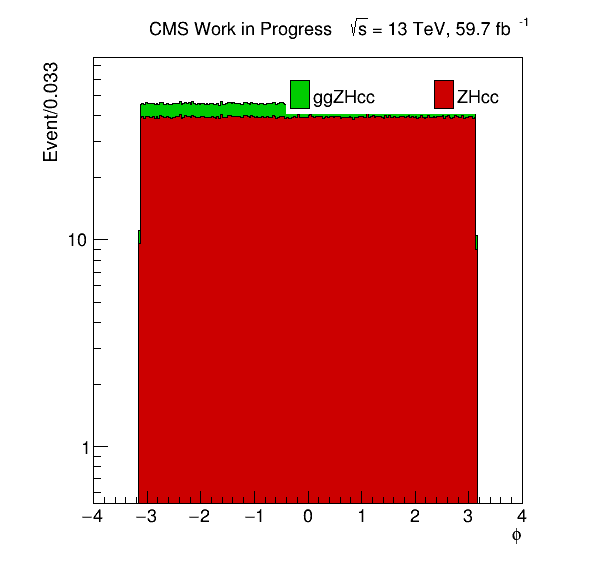 CMS Work in Progress √s = 13 TeV, 59.7 fb -1
Event/0.033
ggZHcc ZHcc
10
1
−4 −3 −2 −1 0 1 2 3 4
ϕ